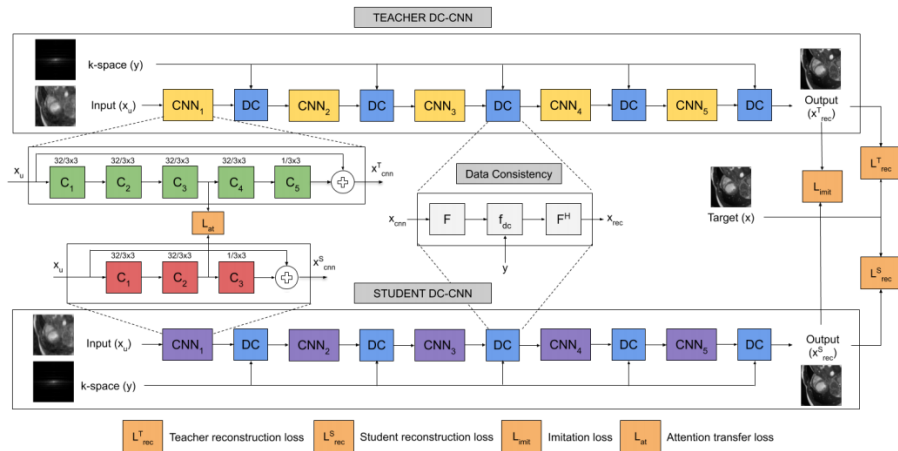 TEACHER DC-CNN
k-space (y)
Input (x_u) CNN_1 DC CNN_2 DC CNN_3 DC CNN_4 DC CNN_5 DC Output
(x^T_rec)
32/3x3 32/3x3 32/3x3 32/3x3 1/3x3
x_u C_1 C_2 C_3 C_4 C_5 x^T_cnn
L^T_rec
Data Consistency
L_imit
L_at
x_cnn F f_dc F^H x_rec
Target (x)
y
32/3x3 32/3x3 1/3x3
x_u C_1 C_2 C_3 x^S_cnn
L^S_rec
STUDENT DC-CNN
Input (x_u) CNN_1 DC CNN_2 DC CNN_3 DC CNN_4 DC CNN_5 DC Output
(x^S_rec)
k-space (y)
L^T_rec Teacher reconstruction loss L^S_rec Student reconstruction loss L_imit Imitation loss L_at Attention transfer loss